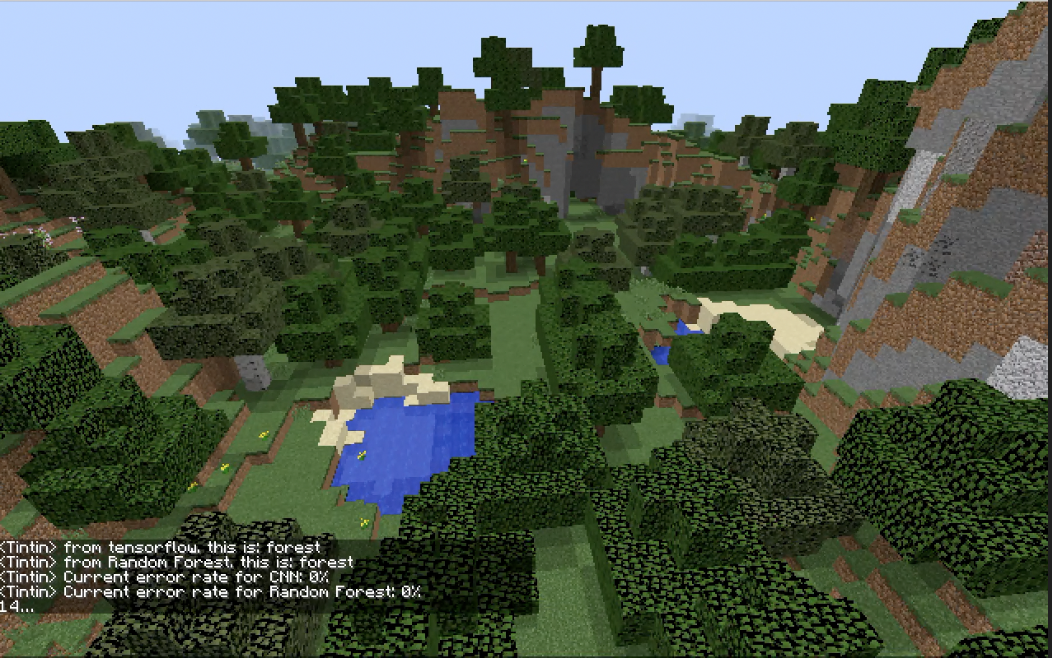 <Tintin> from tensorflow, this is: forest
<Tintin> from Random Forest, this is: forest
<Tintin> Current error rate for CNN: 0%
<Tintin> Current error rate for Random Forest: 0%
14...